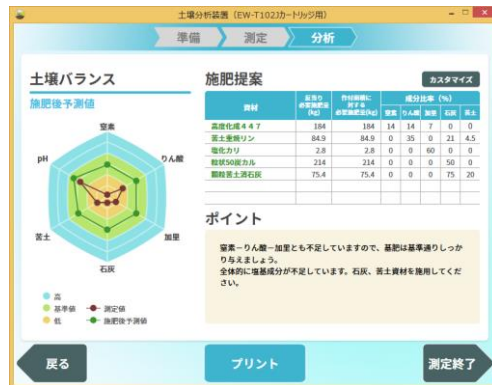 土壌分析装置（EW-T102Jカートリッジ用）
準備
測定
分析
土壌バランス
施肥後予測値
窒素
りん酸
加里
石灰
苦土
pH
高
基準値
低
測定値
施肥後予測値
施肥提案
カスタマイズ
資材
反当り必要施肥量(kg)
作付面積に対する必要施肥量(kg)
成分比率（%）
窒素 りん酸 加里 石灰 苦土
高度化成４４７ 184 184 14 14 7 0 0
苦土重焼リン 84.9 84.9 0 35 0 21 4.5
塩化カリ 2.8 2.8 0 0 60 0 0
粒状50炭カル 214 214 0 0 0 50 0
顆粒苦土消石灰 75.4 75.4 0 0 0 75 20
ポイント
窒素－りん酸－加里とも不足していますので、基肥は基準通りしっか
り与えましょう。
全体的に塩基成分が不足しています。石灰、苦土資材を施用してくだ
さい。
戻る
プリント
測定終了